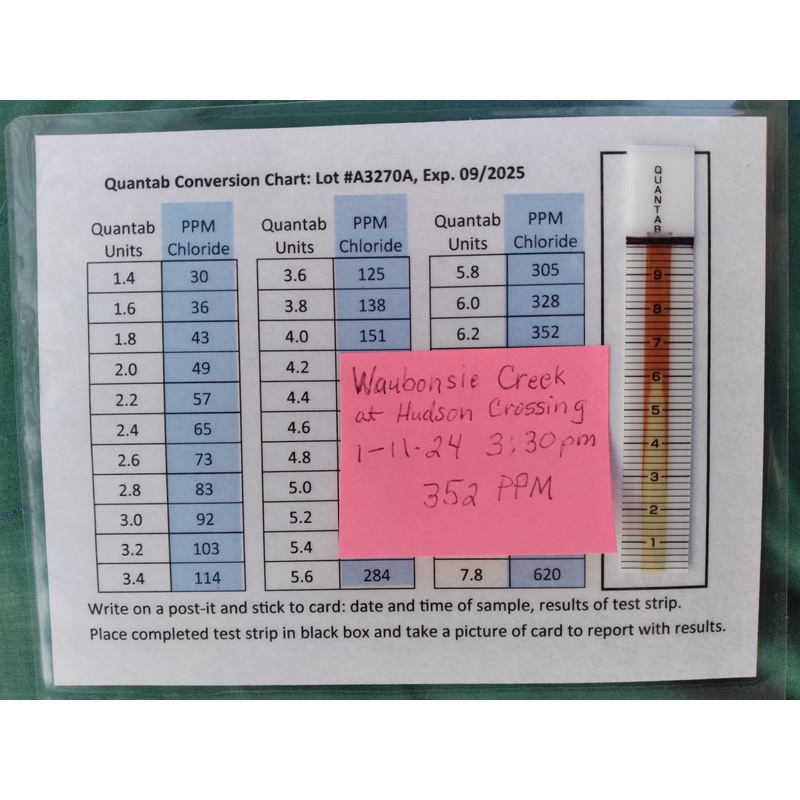 Quantab Conversion Chart: Lot #A3270A, Exp. 09/2025
Quantab Units PPM Chloride Quantab Units PPM Chloride Quantab Units PPM Chloride
1.4 30 3.6 125 5.8 305
1.6 36 3.8 138 6.0 328
1.8 43 4.0 151 6.2 352
2.0 49 4.2
2.2 57 4.4
2.4 65 4.6
2.6 73 4.8
2.8 83 5.0
3.0 92 5.2
3.2 103 5.4
3.4 114 5.6 284 7.8 620
Waubonsie Creek
at Hudson Crossing
1-11-24 3:30pm
352 PPM
QUANTAB
9
8
7
6
5
4
3
2
1
Write on a post-it and stick to card: date and time of sample, results of test strip.
Place completed test strip in black box and take a picture of card to report with results.